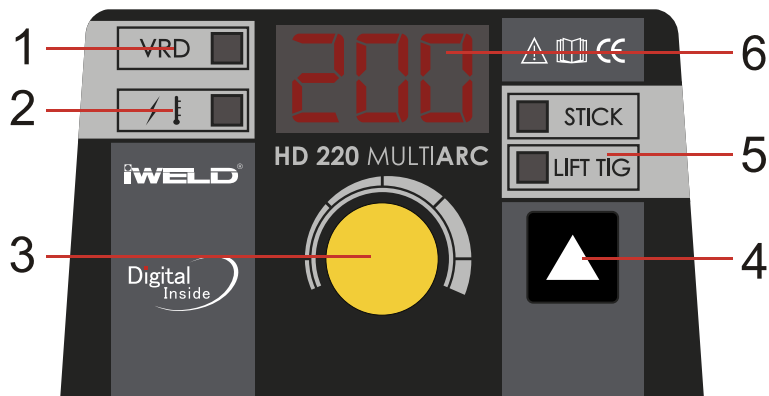 1
VRD
200
CE
6
2
STICK
HD 220 MULTIARC
LIFT TIG
5
iWELD®
3
Digital
Inside
4